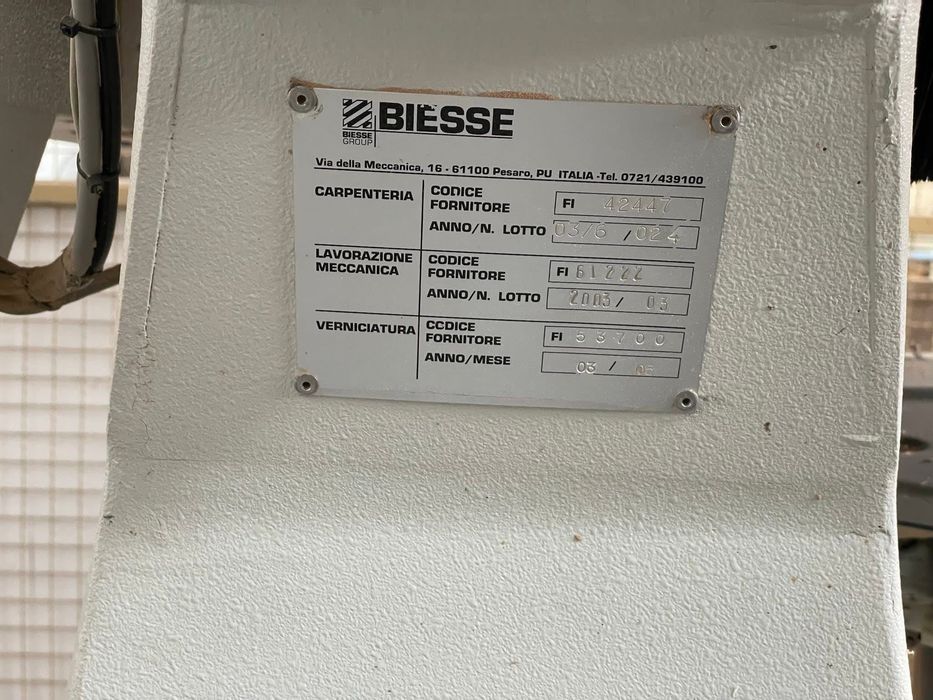 BIESSE
BIESSE
GROUP
Via della Meccanica, 16 - 61100 Pesaro, PU ITALIA -Tel. 0721/439100
CARPENTERIA
CODICE
FORNITORE
FI 42447
ANNO/N. LOTTO 03/6 /024
LAVORAZIONE
MECCANICA
CODICE
FORNITORE
FI 61222
ANNO/N. LOTTO 2003/ 03
VERNICIATURA
CCDICE
FORNITORE
FI 53700
ANNO/MESE
03 /